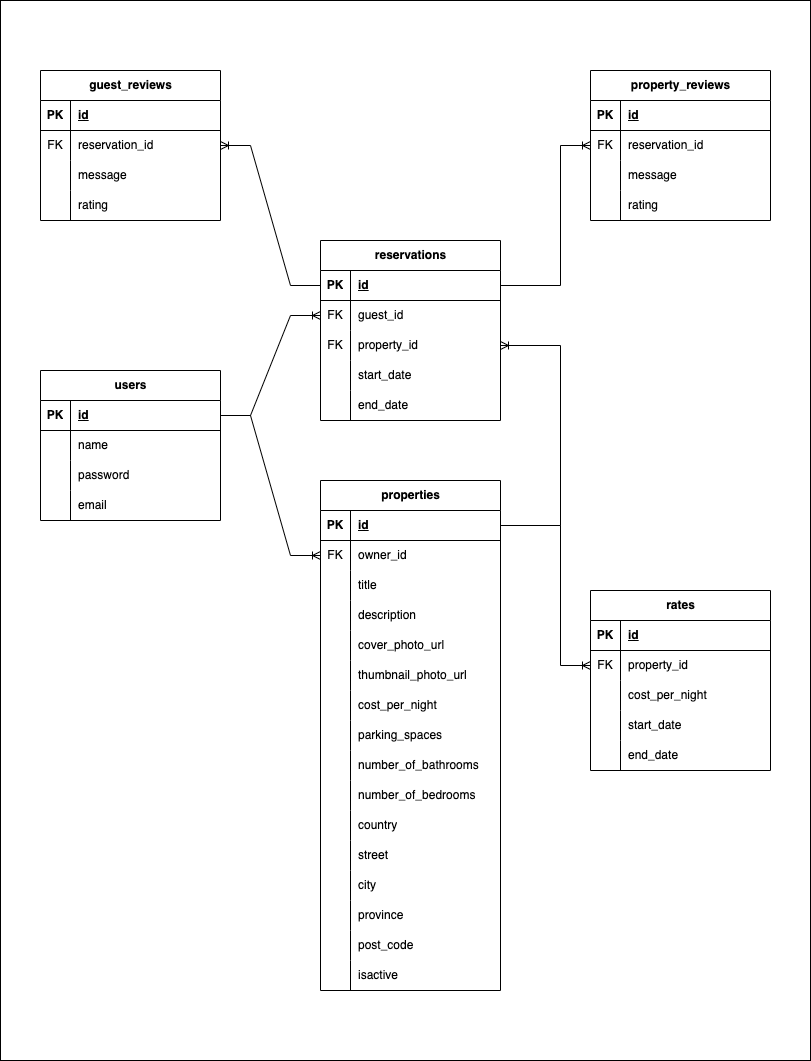 guest_reviews
PK id
FK reservation_id
message
rating
property_reviews
PK id
FK reservation_id
message
rating
reservations
PK id
FK guest_id
FK property_id
start_date
end_date
users
PK id
name
password
email
properties
PK id
FK owner_id
title
description
cover_photo_url
thumbnail_photo_url
cost_per_night
parking_spaces
number_of_bathrooms
number_of_bedrooms
country
street
city
province
post_code
isactive
rates
PK id
FK property_id
cost_per_night
start_date
end_date